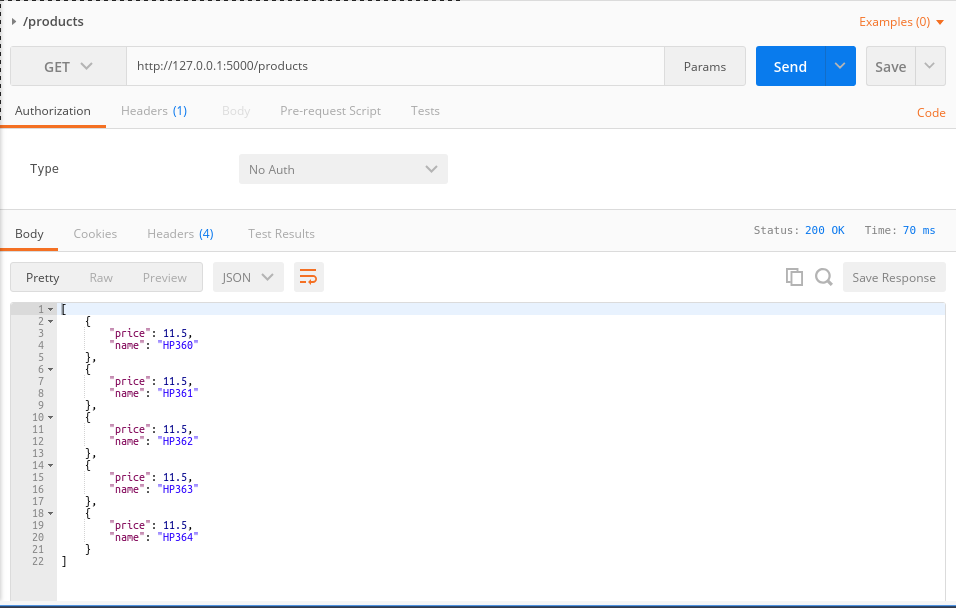 /products Examples (0)
GET http://127.0.0.1:5000/products Params Send Save
Authorization Headers (1) Body Pre-request Script Tests Code
Type No Auth
Body Cookies Headers (4) Test Results Status: 200 OK Time: 70 ms
Pretty Raw Preview JSON Save Response
1 [
2 {
3 "price": 11.5,
4 "name": "HP360"
5 },
6 {
7 "price": 11.5,
8 "name": "HP361"
9 },
10 {
11 "price": 11.5,
12 "name": "HP362"
13 },
14 {
15 "price": 11.5,
16 "name": "HP363"
17 },
18 {
19 "price": 11.5,
20 "name": "HP364"
21 }
22 ]